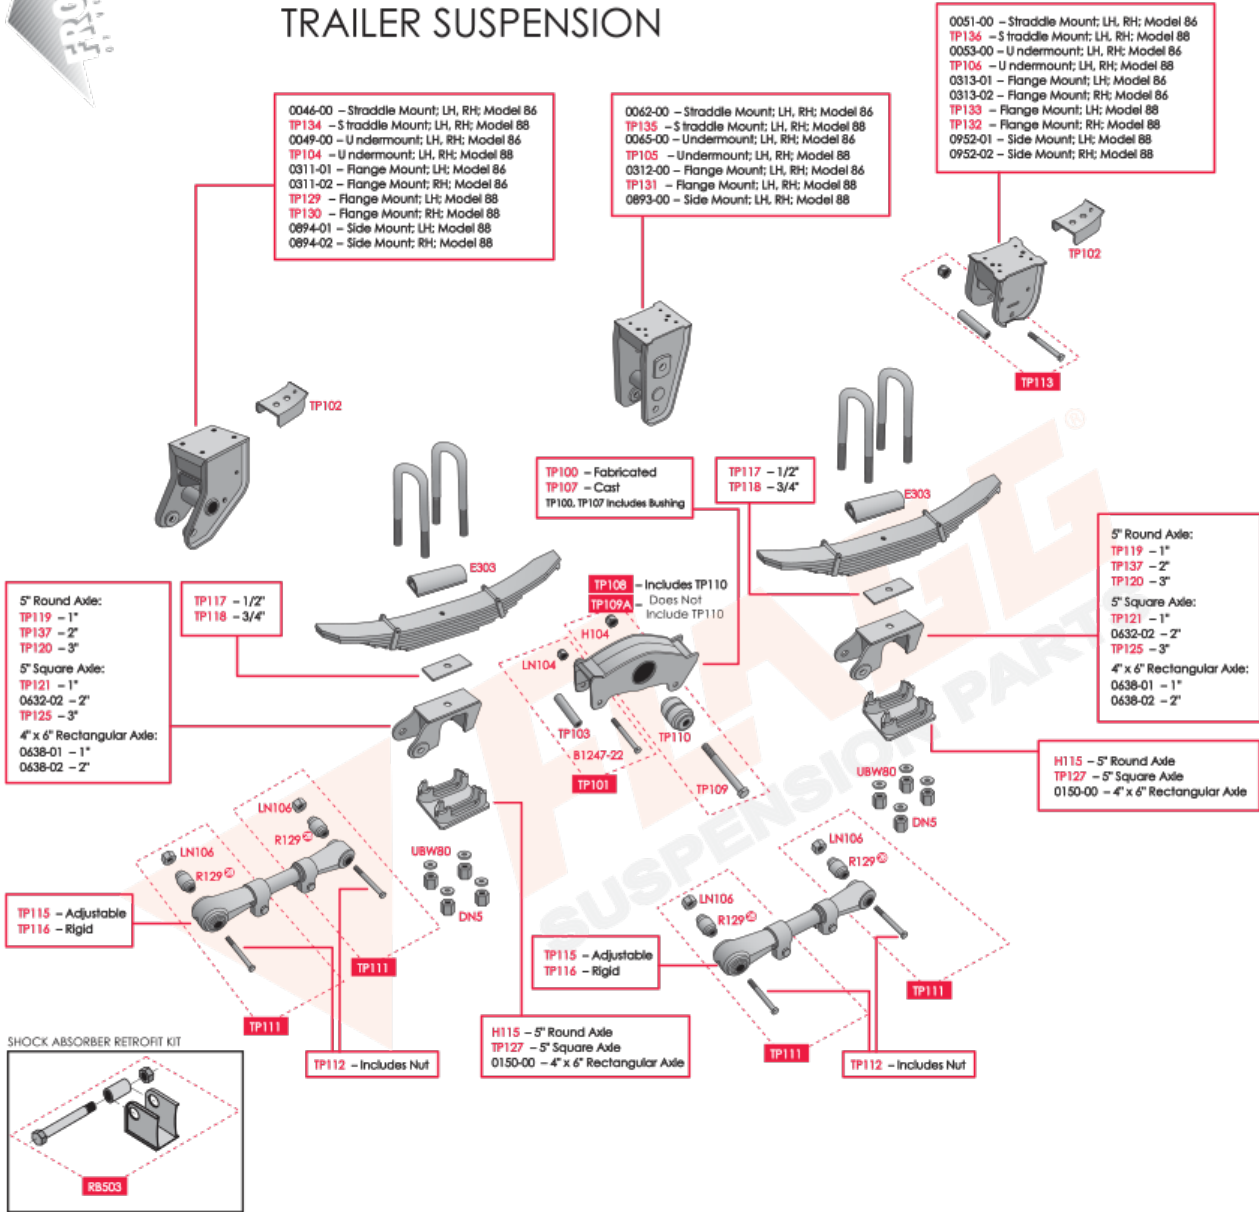 TRAILER SUSPENSION
0046-00 – Straddle Mount; LH, RH; Model 86
TP134 – S traddle Mount; LH, RH; Model 88
0049-00 – U ndermount; LH, RH; Model 86
TP104 – U ndermount; LH, RH; Model 88
0311-01 – Flange Mount; LH; Model 86
0311-02 – Flange Mount; RH; Model 86
TP129 – Flange Mount; LH; Model 88
TP130 – Flange Mount; RH; Model 88
0894-01 – Side Mount; LH; Model 88
0894-02 – Side Mount; RH; Model 88
0062-00 – Straddle Mount; LH, RH; Model 86
TP135 – S traddle Mount; LH, RH; Model 88
0065-00 – Undermount; LH, RH; Model 86
TP105 – Undermount; LH, RH; Model 88
0312-00 – Flange Mount; LH, RH; Model 86
TP131 – Flange Mount; LH, RH; Model 88
0893-00 – Side Mount; LH, RH; Model 88
0051-00 – Straddle Mount; LH, RH; Model 86
TP136 – S traddle Mount; LH, RH; Model 88
0053-00 – U ndermount; LH, RH; Model 86
TP106 – U ndermount; LH, RH; Model 88
0313-01 – Flange Mount; LH; Model 86
0313-02 – Flange Mount; RH; Model 86
TP133 – Flange Mount; LH; Model 88
TP132 – Flange Mount; RH; Model 88
0952-01 – Side Mount; LH; Model 88
0952-02 – Side Mount; RH; Model 88
TP102
TP113
TP102
TP100 – Fabricated
TP107 – Cast
TP100, TP107 Includes Bushing
TP117 – 1/2"
TP118 – 3/4"
E303
E303
5" Round Axle:
TP119 – 1"
TP137 – 2"
TP120 – 3"
5" Square Axle:
TP121 – 1"
0632-02 – 2"
TP125 – 3"
4" x 6" Rectangular Axle:
0638-01 – 1"
0638-02 – 2"
TP117 – 1/2"
TP118 – 3/4"
TP108 – Includes TP110
TP109A – Does Not
Include TP110
H104
LN104
TP103
B1247-22
TP101
TP110
TP109
5" Round Axle:
TP119 – 1"
TP137 – 2"
TP120 – 3"
5" Square Axle:
TP121 – 1"
0632-02 – 2"
TP125 – 3"
4" x 6" Rectangular Axle:
0638-01 – 1"
0638-02 – 2"
H115 – 5" Round Axle
TP127 – 5" Square Axle
0150-00 – 4" x 6" Rectangular Axle
UBW80
DN5
LN106
R129
LN106
R129
UBW80
DN5
TP115 – Adjustable
TP116 – Rigid
TP111
TP111
TP112 – Includes Nut
H115 – 5" Round Axle
TP127 – 5" Square Axle
0150-00 – 4" x 6" Rectangular Axle
LN106
R129
LN106
R129
TP115 – Adjustable
TP116 – Rigid
TP111
TP111
TP112 – Includes Nut
SHOCK ABSORBER RETROFIT KIT
RB503
SUSPENSION PARTS